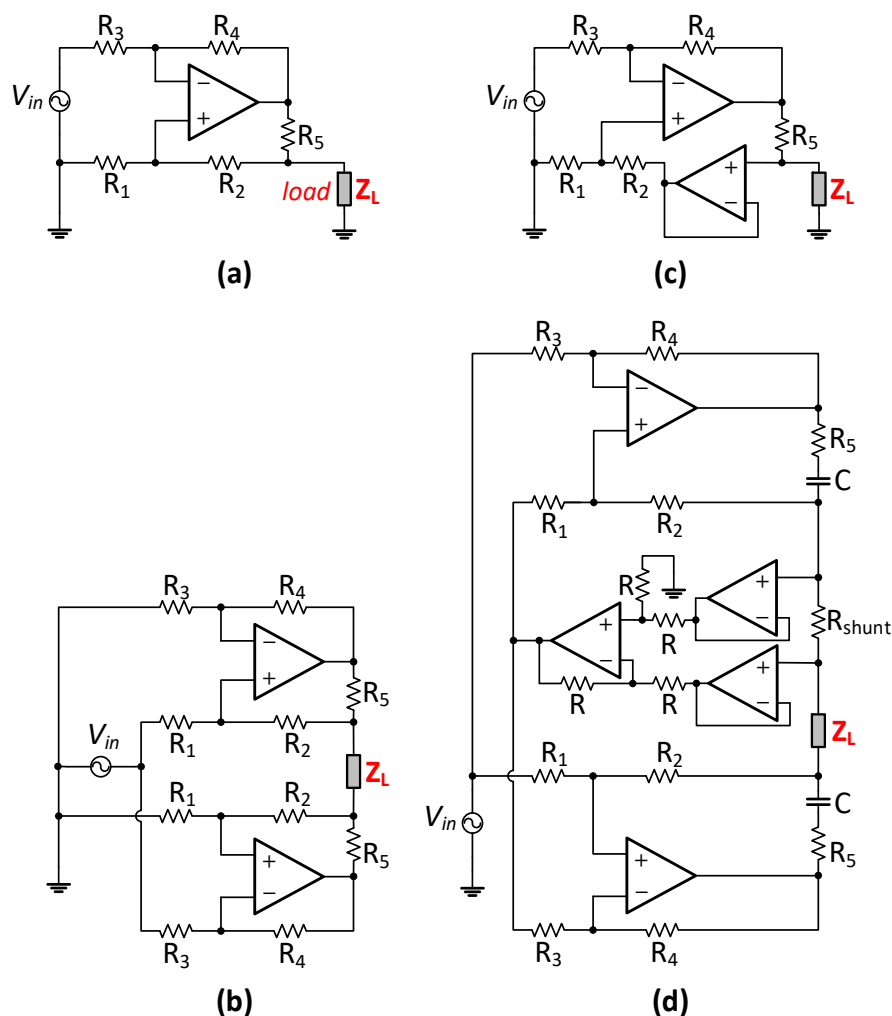 R3 R4
Vin
− +
R5
R1 R2
load ZL
(a)
R3 R4
Vin
− +
R5
+ −
R1 R2
ZL
(c)
R3 R4
− +
R5
Vin
R1 R2
ZL
R1 R2
R5
+ −
R3 R4
(b)
R3 R4
− +
R5
C
R1 R2
R
+ −
R
+ −
Rshunt
+ −
R R
ZL
R1 R2
C
Vin
R5
+ −
R3 R4
(d)